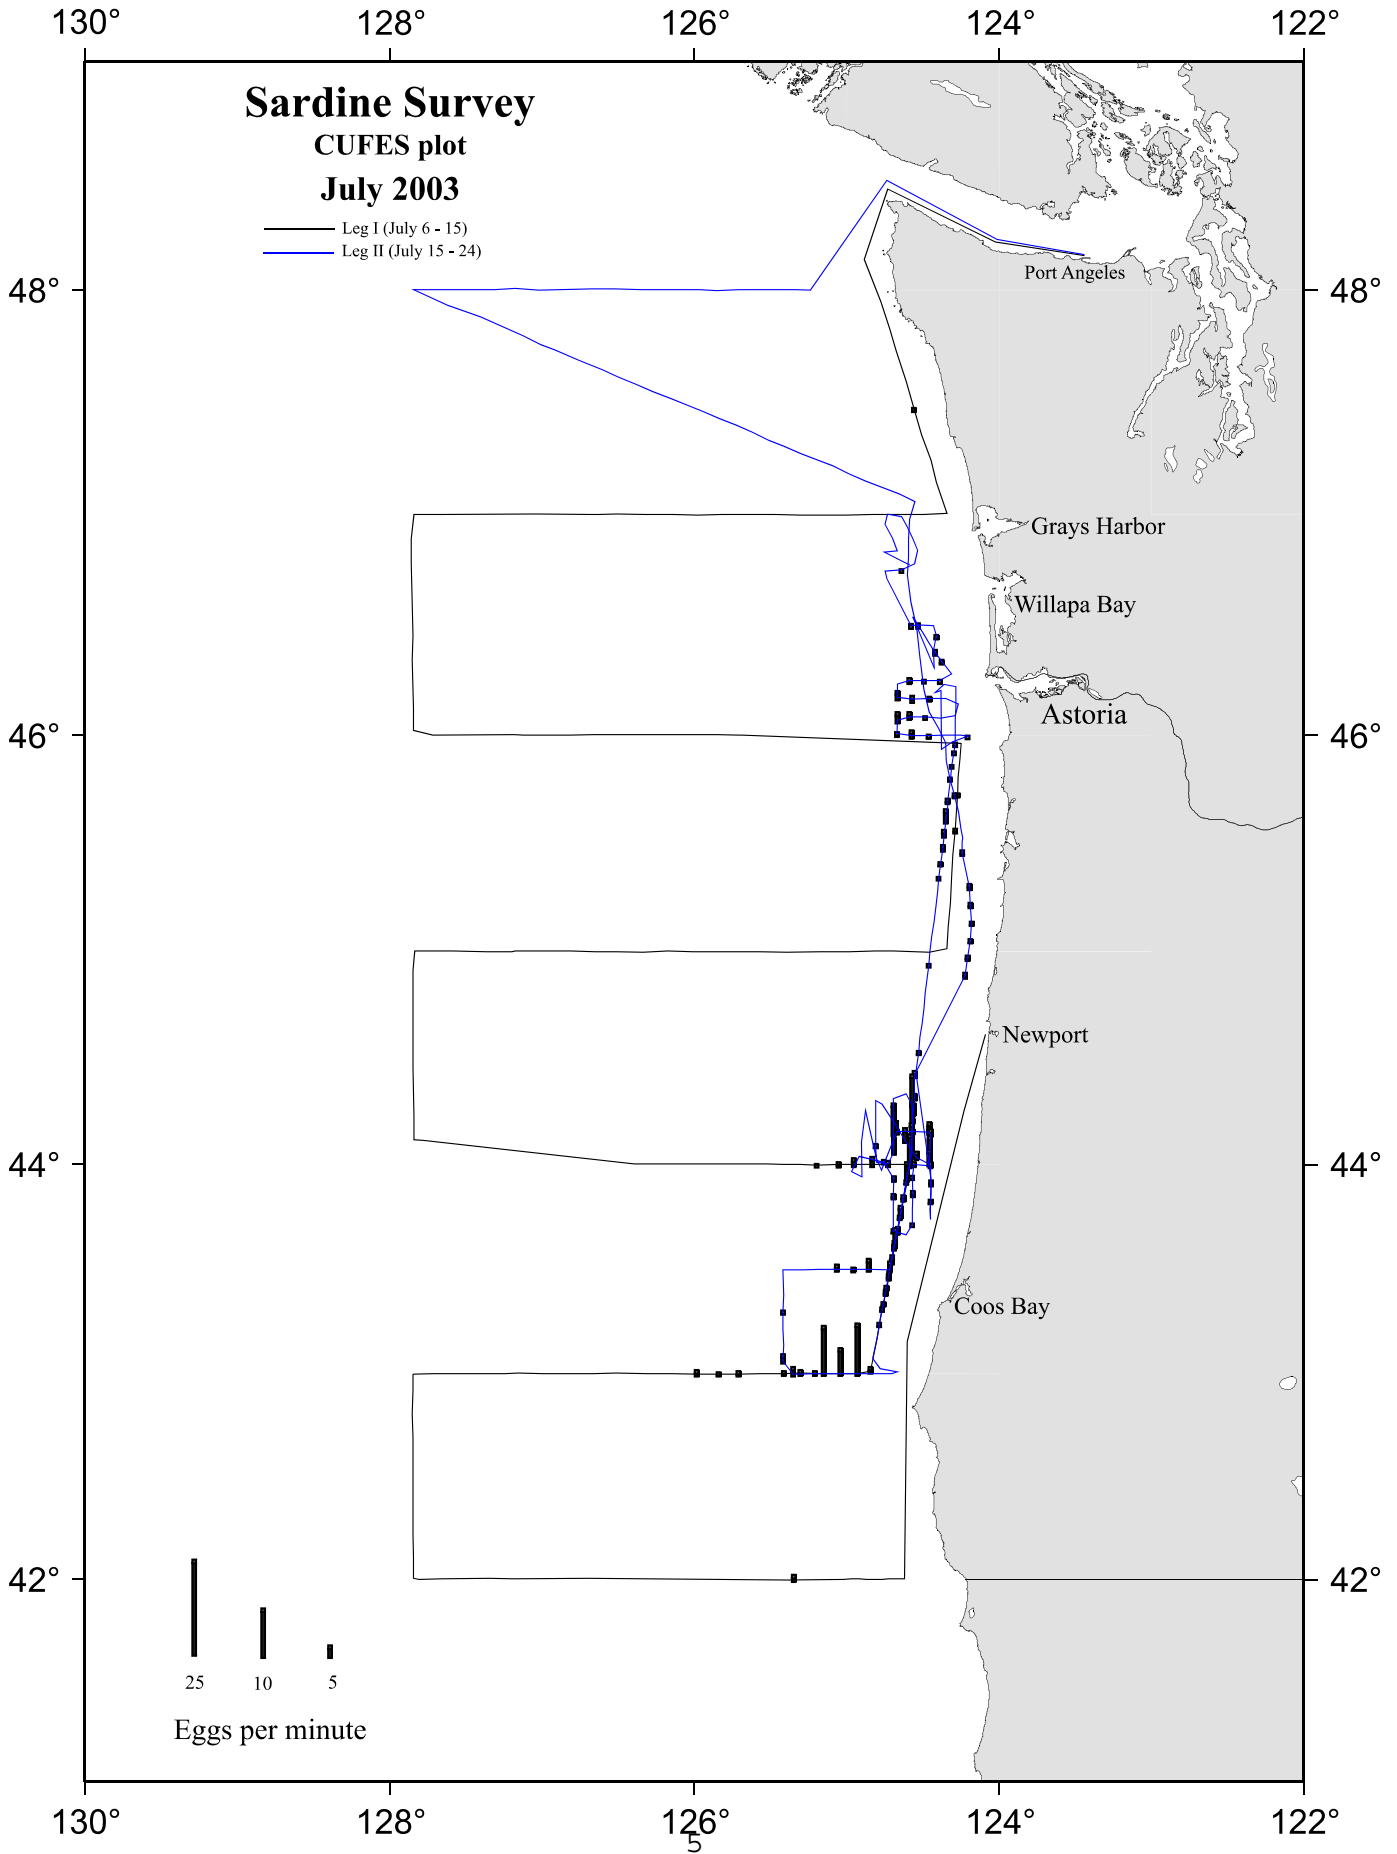 130° 128° 126° 124° 122°
Sardine Survey
CUFES plot
July 2003
Leg I (July 6 - 15)
Leg II (July 15 - 24)
Port Angeles
48° 48°
Grays Harbor
Willapa Bay
Astoria
46° 46°
Newport
44° 44°
Coos Bay
42° 42°
25 10 5
Eggs per minute
130° 128° 126° 124° 122°
5